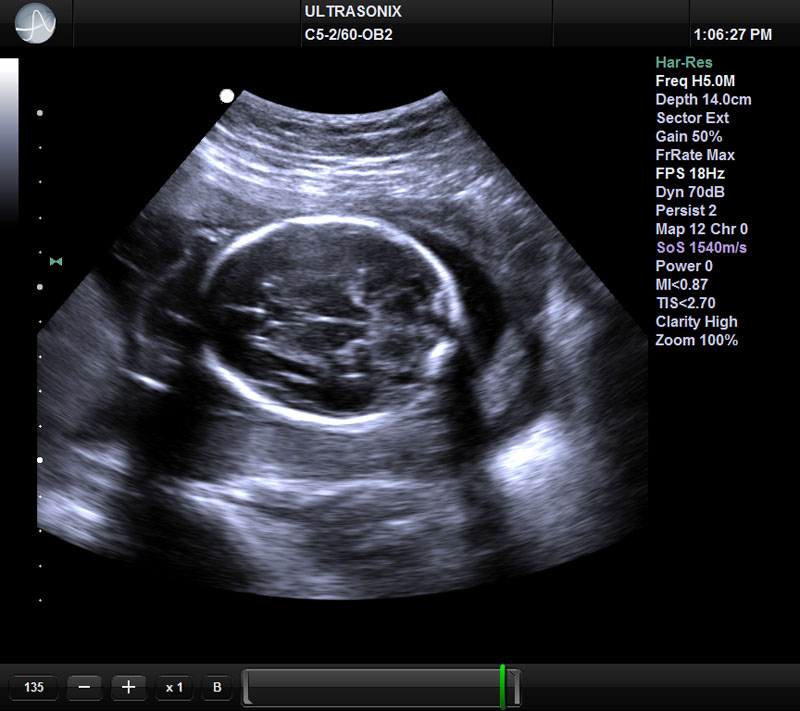 ULTRASONIX
C5-2/60-OB2
1:06:27 PM
Har-Res
Freq H5.0M
Depth 14.0cm
Sector Ext
Gain 50%
FrRate Max
FPS 18Hz
Dyn 70dB
Persist 2
Map 12 Chr 0
SoS 1540m/s
Power 0
MI<0.87
TIS<2.70
Clarity High
Zoom 100%
135 − + x 1 B